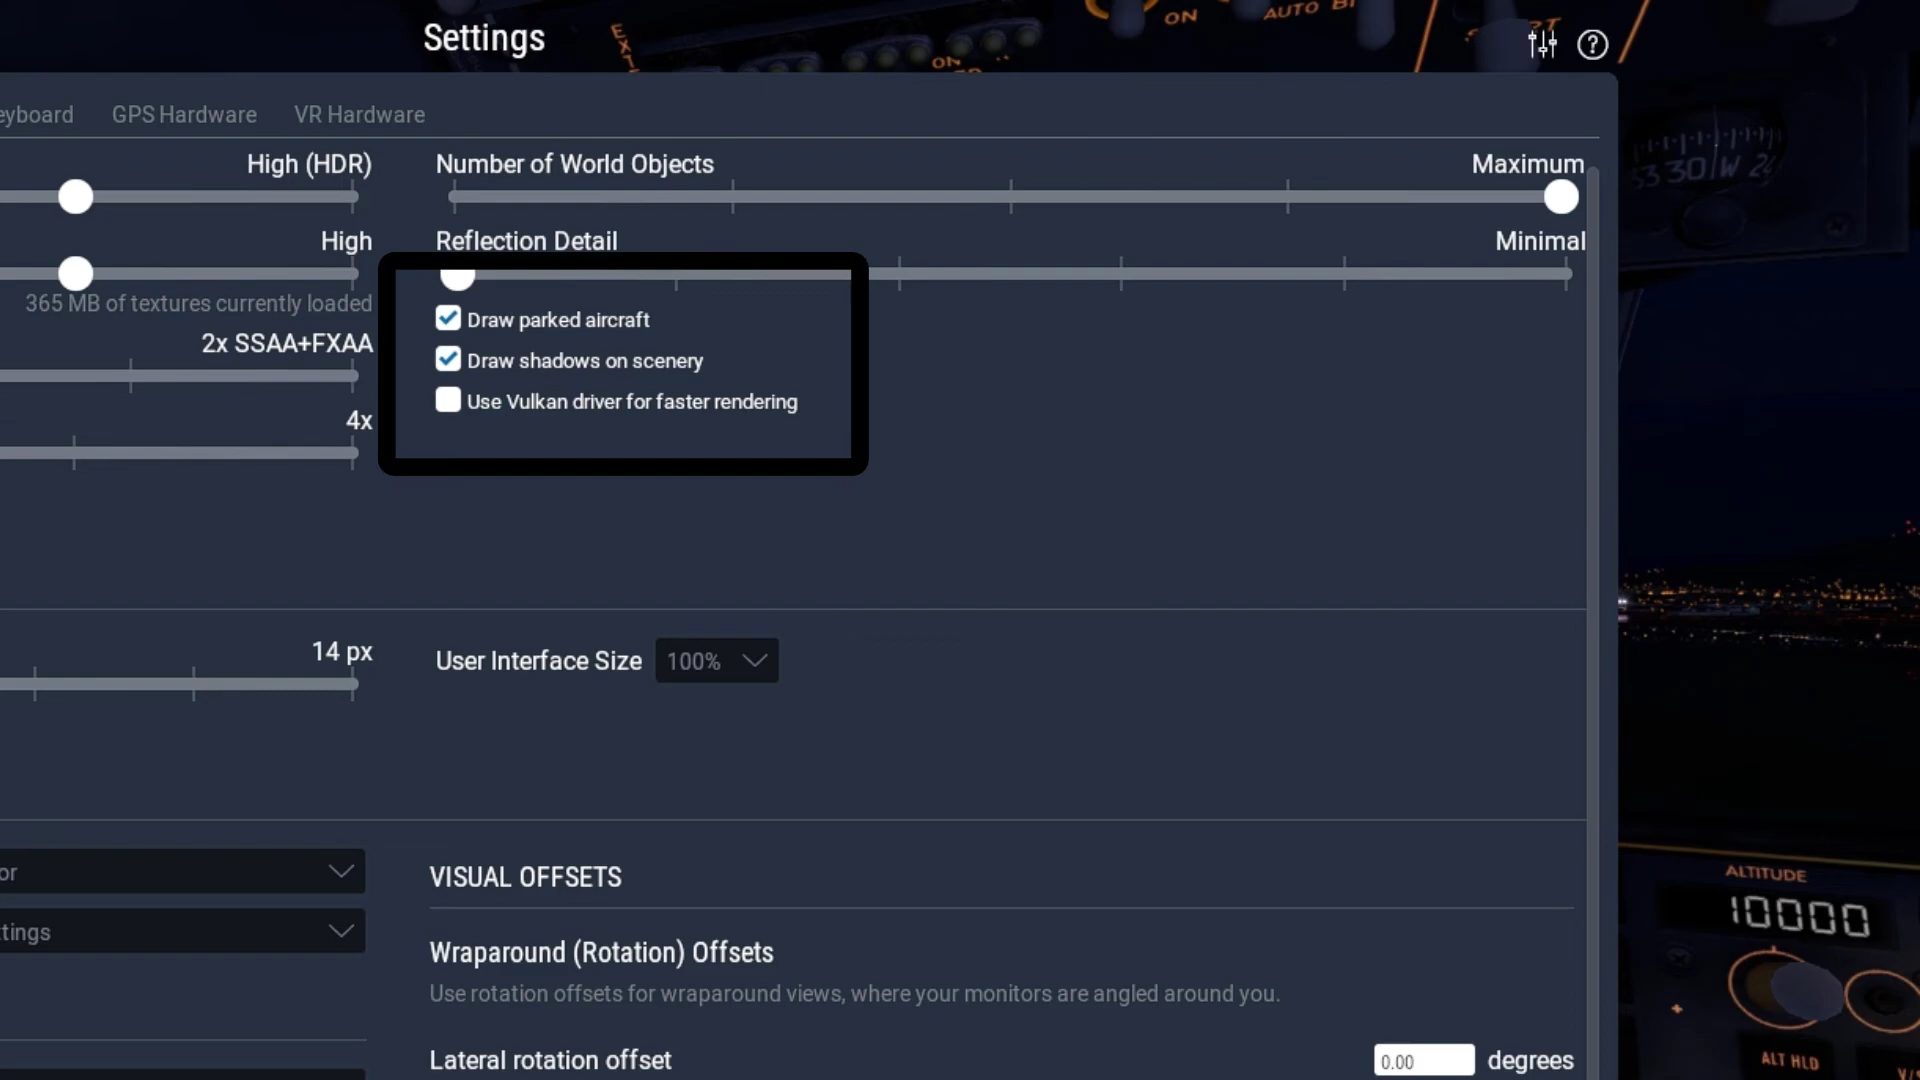 Settings
eyboard GPS Hardware VR Hardware
High (HDR)
Number of World Objects Maximum
High
Reflection Detail Minimal
365 MB of textures currently loaded
Draw parked aircraft
2x SSAA+FXAA
Draw shadows on scenery
Use Vulkan driver for faster rendering
4x
14 px
User Interface Size 100%
or
VISUAL OFFSETS
tings
Wraparound (Rotation) Offsets
Use rotation offsets for wraparound views, where your monitors are angled around you.
Lateral rotation offset 0.00 degrees
ON
AUTO
ON
ALTITUDE
10000
ALT HLD